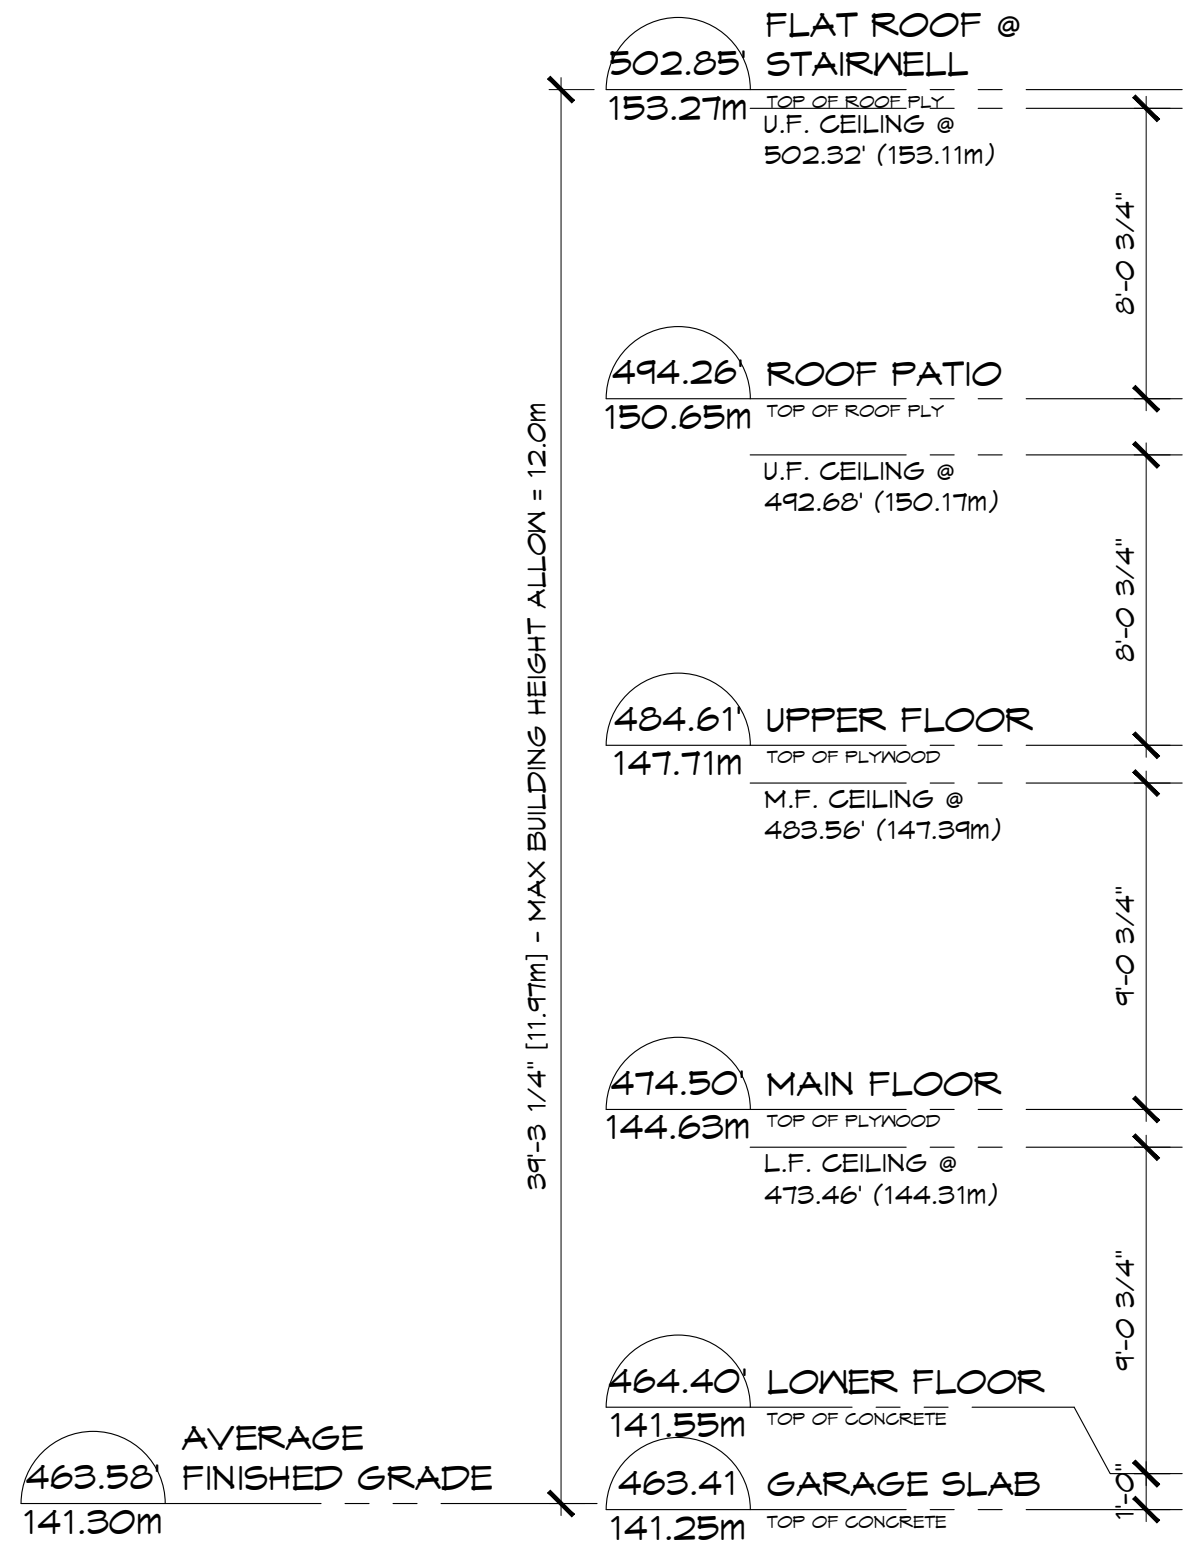 FLAT ROOF @
502.85' STAIRWELL
153.27m TOP OF ROOF PLY
U.F. CEILING @
502.32' (153.11m)
8'-0 3/4"
494.26' ROOF PATIO
150.65m TOP OF ROOF PLY
U.F. CEILING @
492.68' (150.17m)
8'-0 3/4"
39'-3 1/4" [11.97m] - MAX BUILDING HEIGHT ALLOW = 12.0m
484.61' UPPER FLOOR
147.71m TOP OF PLYWOOD
M.F. CEILING @
483.56' (147.39m)
9'-0 3/4"
474.50' MAIN FLOOR
144.63m TOP OF PLYWOOD
L.F. CEILING @
473.46' (144.31m)
9'-0 3/4"
464.40' LOWER FLOOR
141.55m TOP OF CONCRETE
AVERAGE
463.58' FINISHED GRADE
141.30m
463.41 GARAGE SLAB
141.25m TOP OF CONCRETE
1'-0"